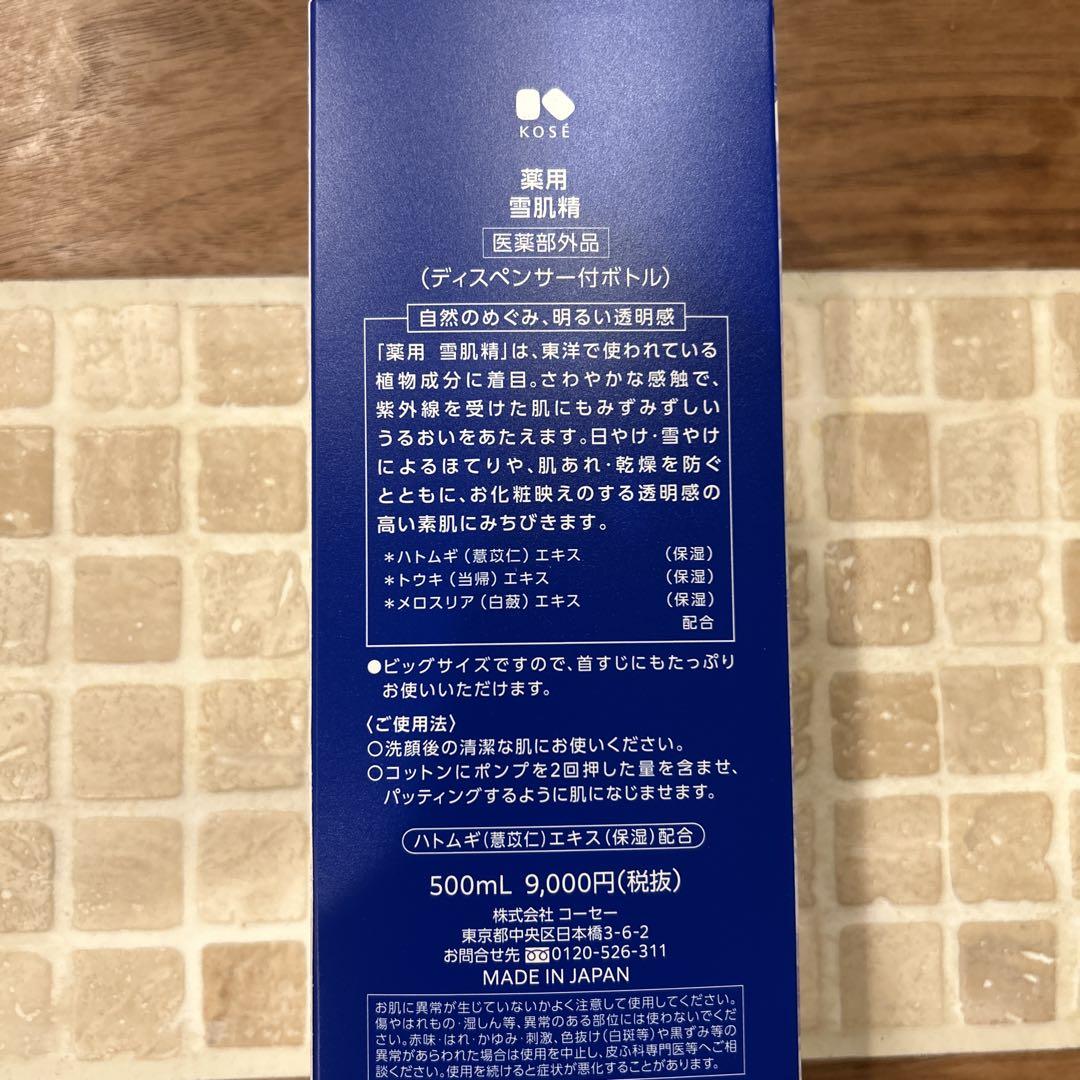 KOSÉ
薬用
雪肌精
医薬部外品
(ディスペンサー付ボトル)
自然のめぐみ、明るい透明感
「薬用 雪肌精」は、東洋で使われている
植物成分に着目。さわやかな感触で、
紫外線を受けた肌にもみずみずしい
うるおいをあたえます。日やけ・雪やけ
によるほてりや、肌あれ・乾燥を防ぐ
とともに、お化粧映えのする透明感の
高い素肌にみちびきます。
＊ハトムギ(薏苡仁)エキス (保湿)
＊トウキ(当帰)エキス (保湿)
＊メロスリア(白蘞)エキス (保湿)
配合
●ビッグサイズですので、首すじにもたっぷり
お使いいただけます。
〈ご使用法〉
○洗顔後の清潔な肌にお使いください。
○コットンにポンプを2回押した量を含ませ、
パッティングするように肌になじませます。
ハトムギ(薏苡仁)エキス(保湿)配合
500mL 9,000円(税抜)
株式会社 コーセー
東京都中央区日本橋3-6-2
お問合せ先 0120-526-311
MADE IN JAPAN
お肌に異常が生じていないかよく注意して使用してください。
傷やはれもの・湿しん等、異常のある部位には使わないでくだ
さい。赤味・はれ・かゆみ・刺激、色抜け(白斑等)や黒ずみ等の
異常があらわれた場合は使用を中止し、皮ふ科専門医等へご相
談ください。使用を続けると症状が悪化することがあります。